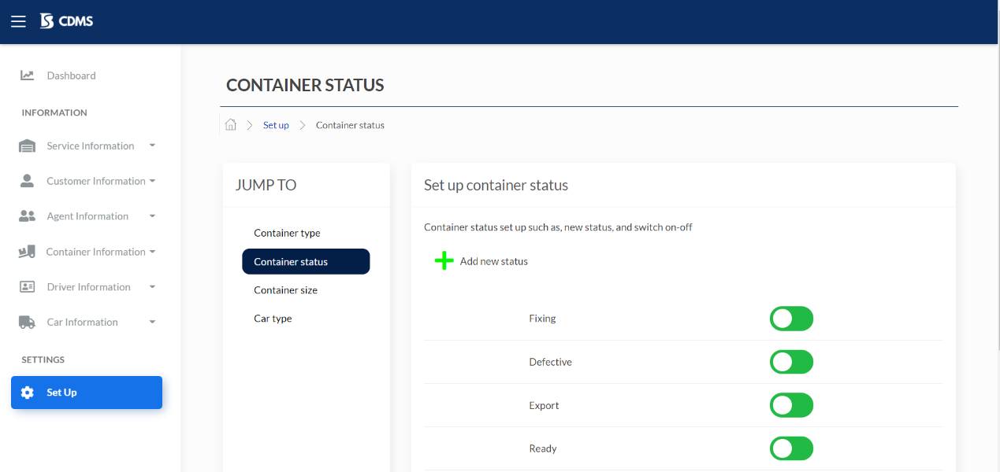 CDMS
Dashboard
INFORMATION
Service Information
Customer Information
Agent Information
Container Information
Driver Information
Car Information
SETTINGS
Set Up
CONTAINER STATUS
Set up
Container status
JUMP TO
Container type
Container status
Container size
Car type
Set up container status
Container status set up such as, new status, and switch on-off
Add new status
Fixing
Defective
Export
Ready